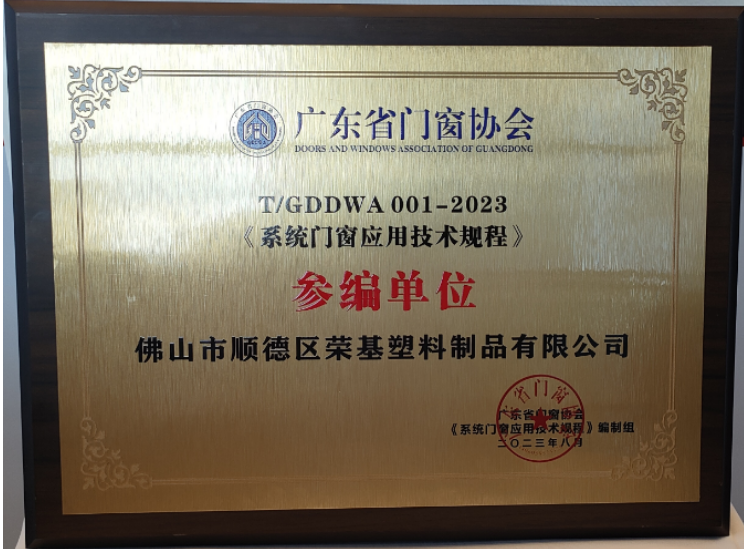 广东省门窗协会
DOORS AND WINDOWS ASSOCIATION OF GUANGDONG
T/GDDWA 001-2023
《系统门窗应用技术规程》
参编单位
佛山市顺德区荣基塑料制品有限公司
广东省门窗协会
《系统门窗应用技术规程》编制组
二〇二三年八月